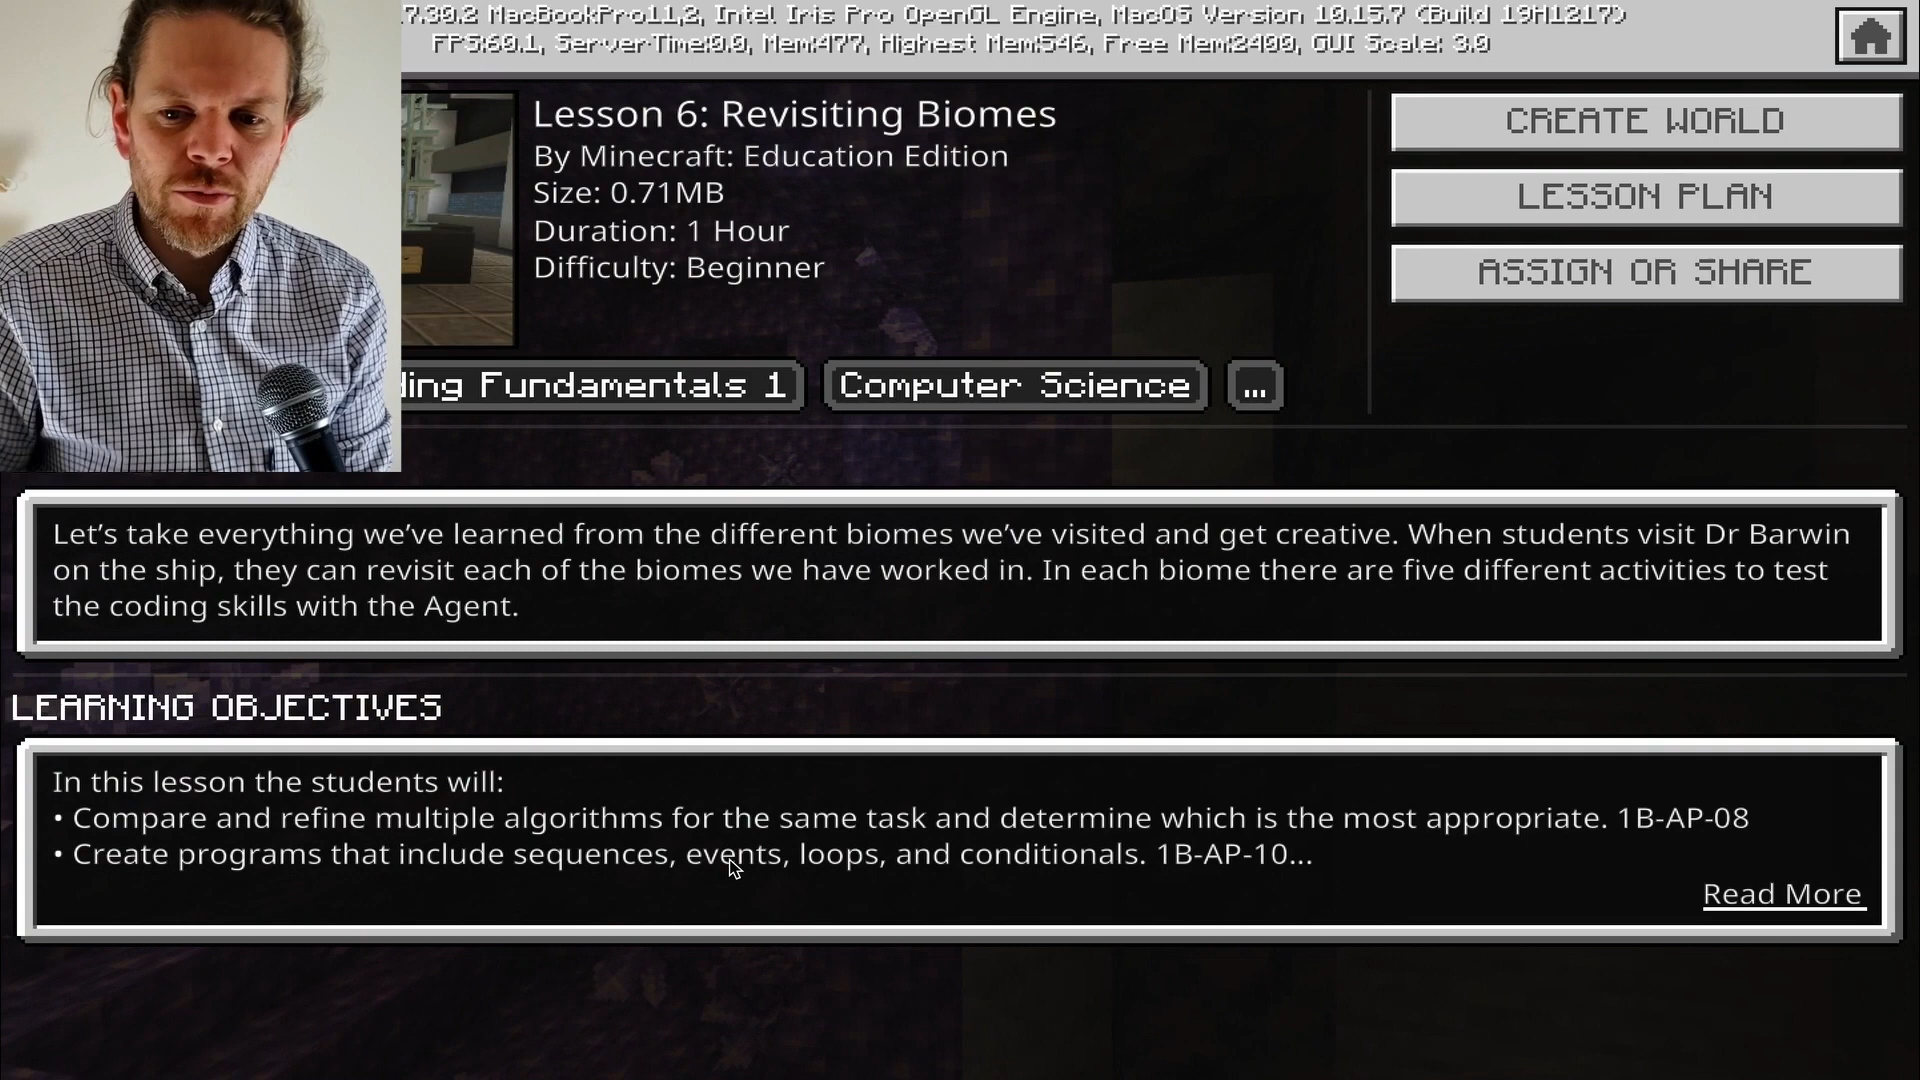 7.30.2 MacBookPro11,2, Intel Iris Pro OpenGL Engine, MacOS Version 10.15.7 (Build 19H1217)
FPS:60.1, ServerTime:0.0, Mem:477, Highest Mem:546, Free Mem:2490, GUI Scale: 3.0
Lesson 6: Revisiting Biomes
By Minecraft: Education Edition
Size: 0.71MB
Duration: 1 Hour
Difficulty: Beginner
CREATE WORLD
LESSON PLAN
ASSIGN OR SHARE
ding Fundamentals 1
Computer Science
...
Let’s take everything we’ve learned from the different biomes we’ve visited and get creative. When students visit Dr Barwin
on the ship, they can revisit each of the biomes we have worked in. In each biome there are five different activities to test
the coding skills with the Agent.
LEARNING OBJECTIVES
In this lesson the students will:
• Compare and refine multiple algorithms for the same task and determine which is the most appropriate. 1B-AP-08
• Create programs that include sequences, events, loops, and conditionals. 1B-AP-10...
Read More